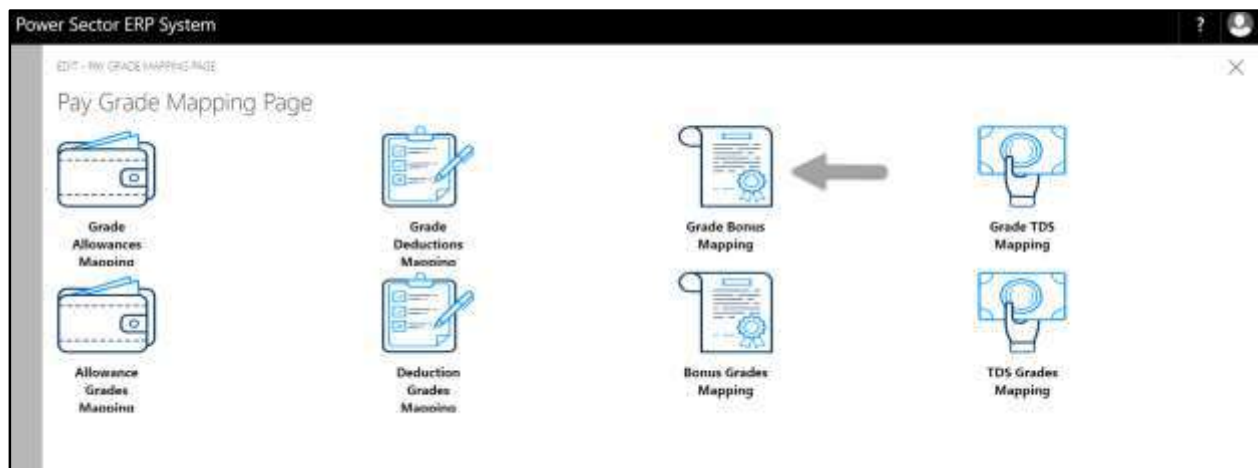 Power Sector ERP System
?
EDIT - PAY GRADE MAPPING PAGE
Pay Grade Mapping Page
Grade
Allowances
Mapping
Grade
Deductions
Mapping
Grade Bonus
Mapping
Grade TDS
Mapping
Allowance
Grades
Mapping
Deduction
Grades
Mapping
Bonus Grades
Mapping
TDS Grades
Mapping